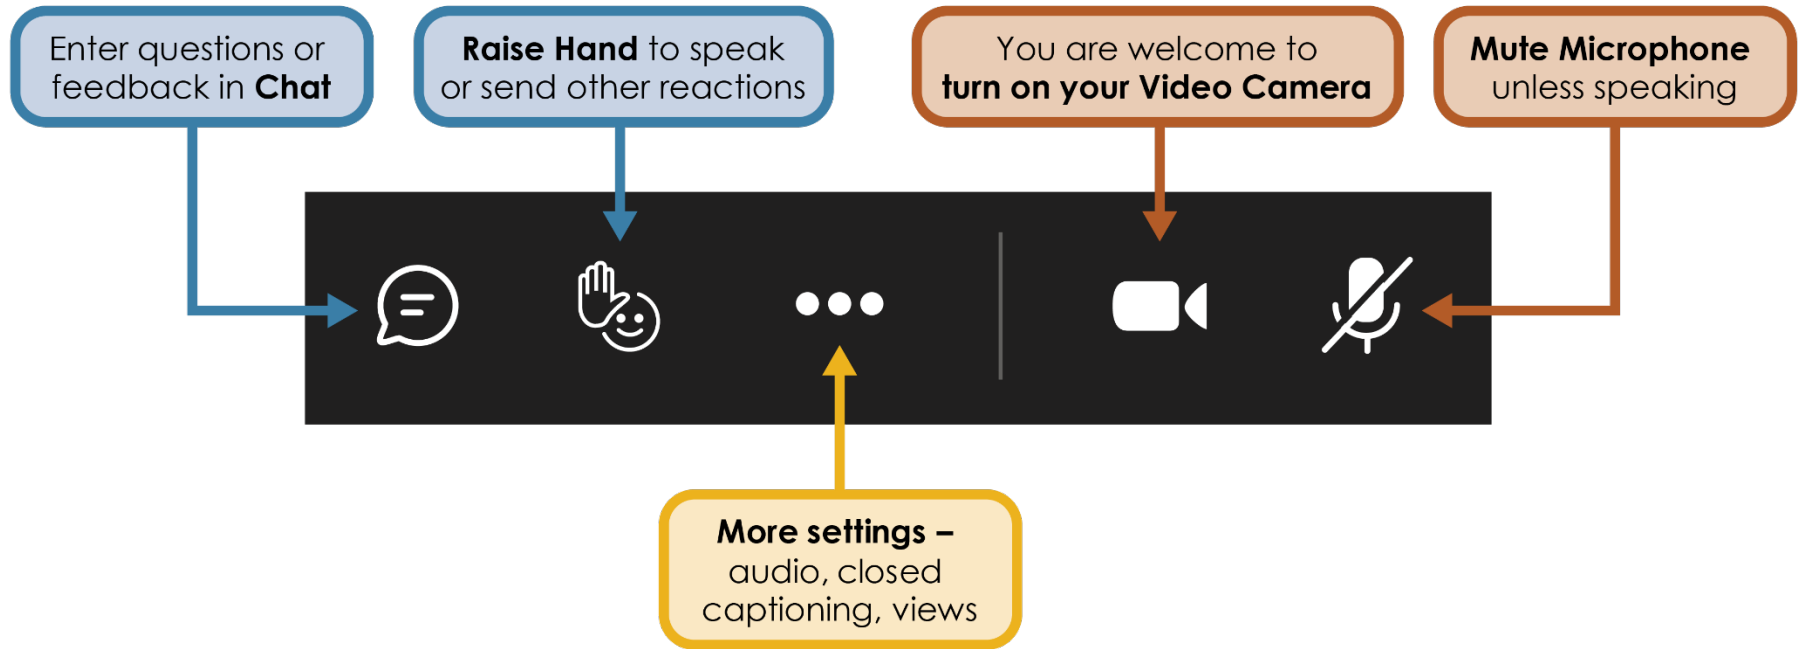 Enter questions or
feedback in Chat
Raise Hand to speak
or send other reactions
You are welcome to
turn on your Video Camera
Mute Microphone
unless speaking
More settings –
audio, closed
captioning, views